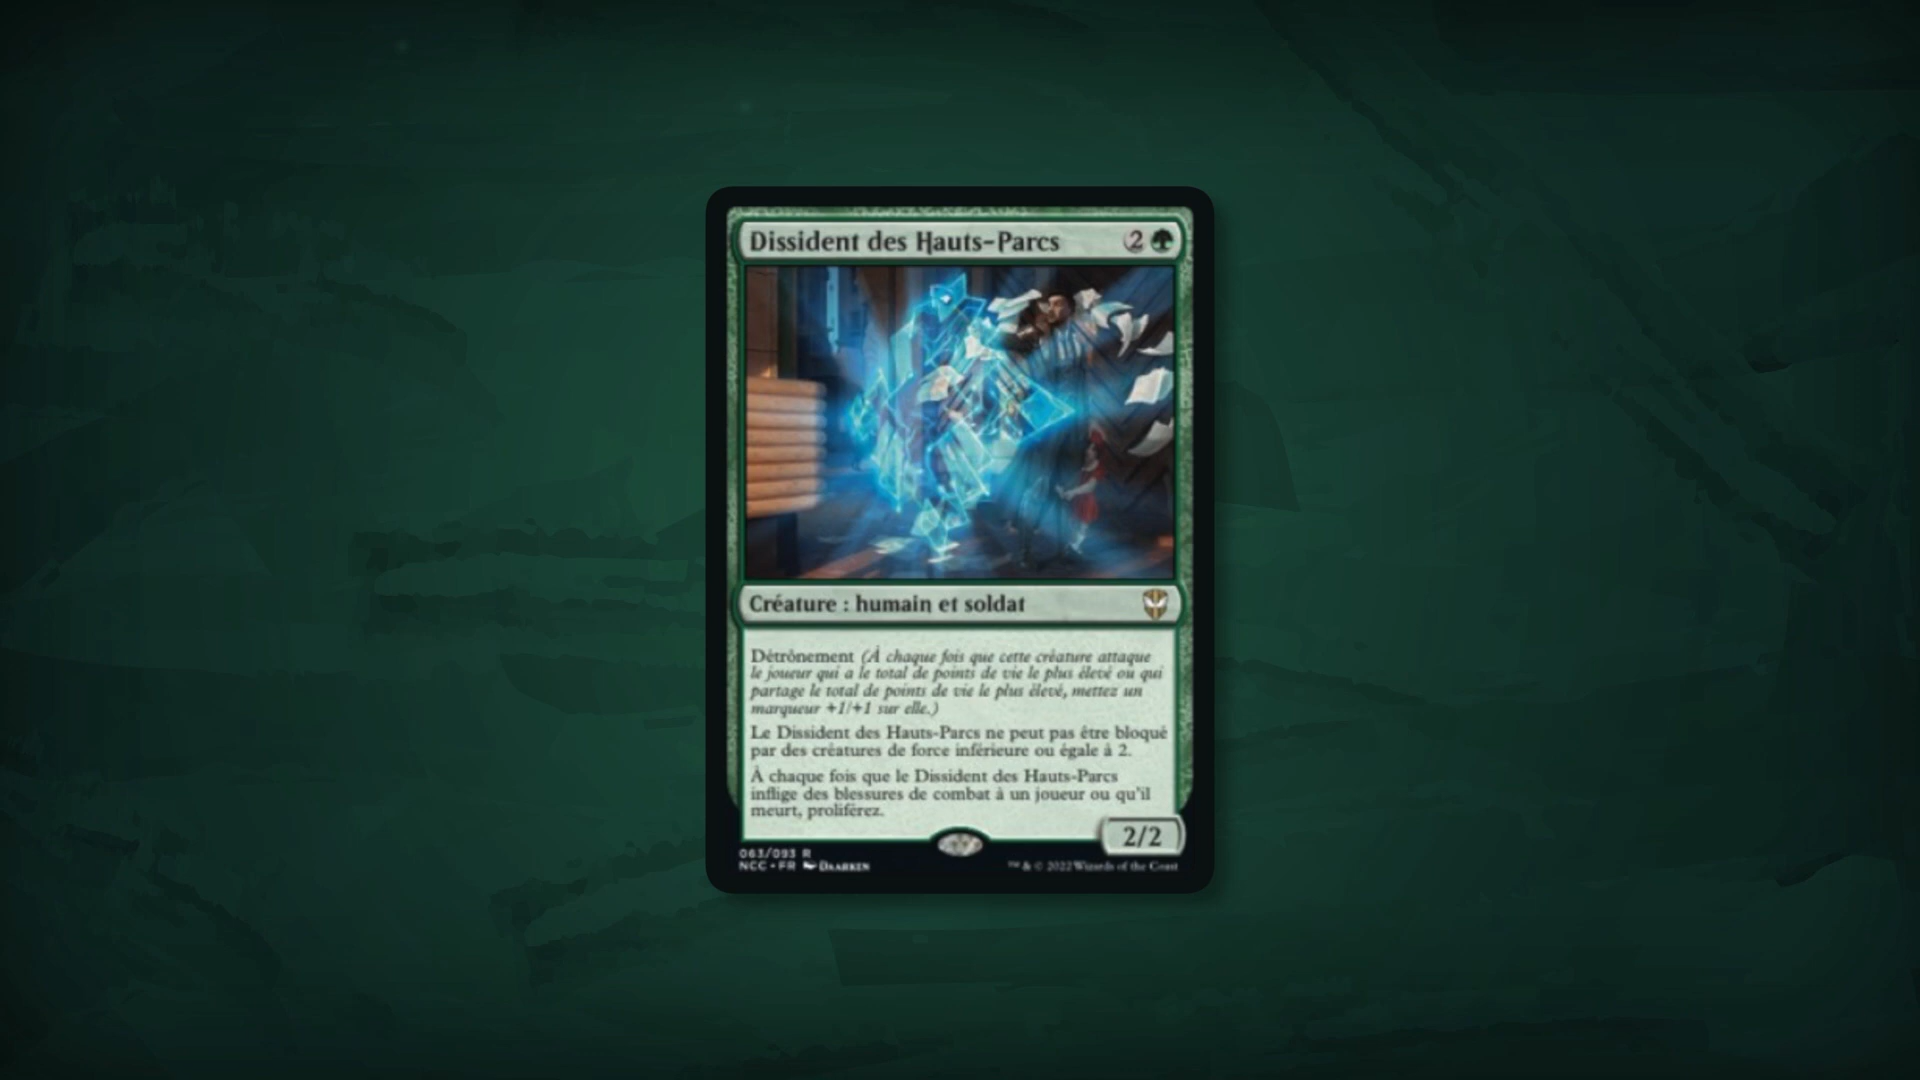 Dissident des Hauts-Parcs 2
Créature : humain et soldat
Détrônement (À chaque fois que cette créature attaque
le joueur qui a le total de points de vie le plus élevé ou qui
partage le total de points de vie le plus élevé, mettez un
marqueur +1/+1 sur elle.)
Le Dissident des Hauts-Parcs ne peut pas être bloqué
par des créatures de force inférieure ou égale à 2.
À chaque fois que le Dissident des Hauts-Parcs
inflige des blessures de combat à un joueur ou qu'il
meurt, proliférez.
2/2
063/093 R
NCC • FR Daarken
™ & © 2022 Wizards of the Coast